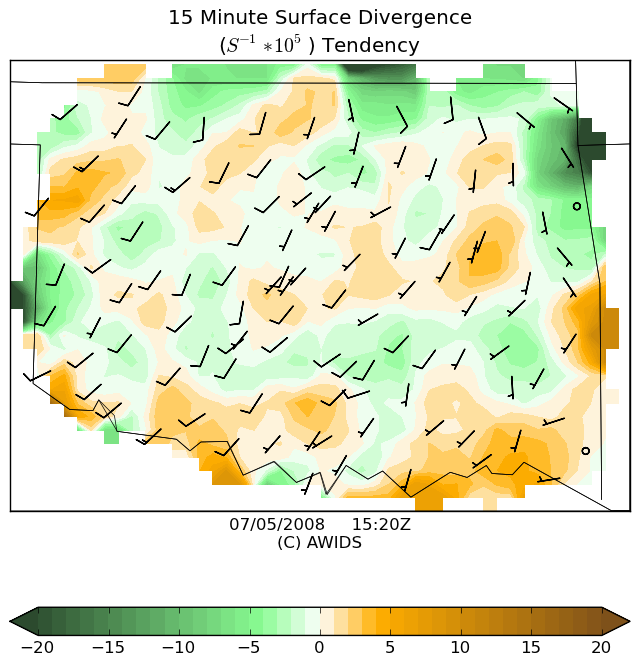 15 Minute Surface Divergence
(S⁻¹ *10⁵ ) Tendency
07/05/2008 15:20Z
(C) AWIDS
−20 −15 −10 −5 0 5 10 15 20